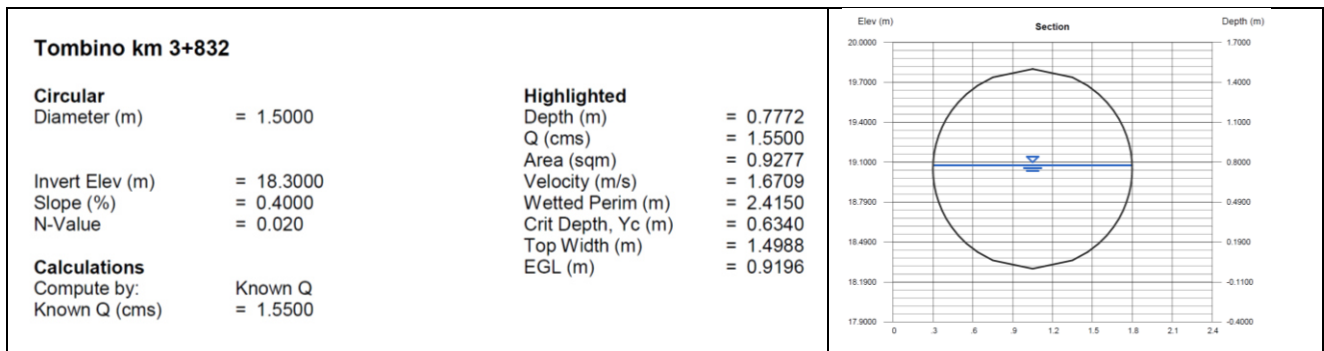 Tombino km 3+832
Circular
Diameter (m) = 1.5000
Invert Elev (m) = 18.3000
Slope (%) = 0.4000
N-Value = 0.020
Calculations
Compute by: Known Q
Known Q (cms) = 1.5500
Highlighted
Depth (m) = 0.7772
Q (cms) = 1.5500
Area (sqm) = 0.9277
Velocity (m/s) = 1.6709
Wetted Perim (m) = 2.4150
Crit Depth, Yc (m) = 0.6340
Top Width (m) = 1.4988
EGL (m) = 0.9196
Elev (m) Section Depth (m)
20.0000 1.7000
19.7000 1.4000
19.4000 1.1000
19.1000 0.8000
18.7900 0.4900
18.4900 0.1900
18.1900 -0.1100
17.9000 -0.4000
0 .3 .6 .9 1.2 1.5 1.8 2.1 2.4